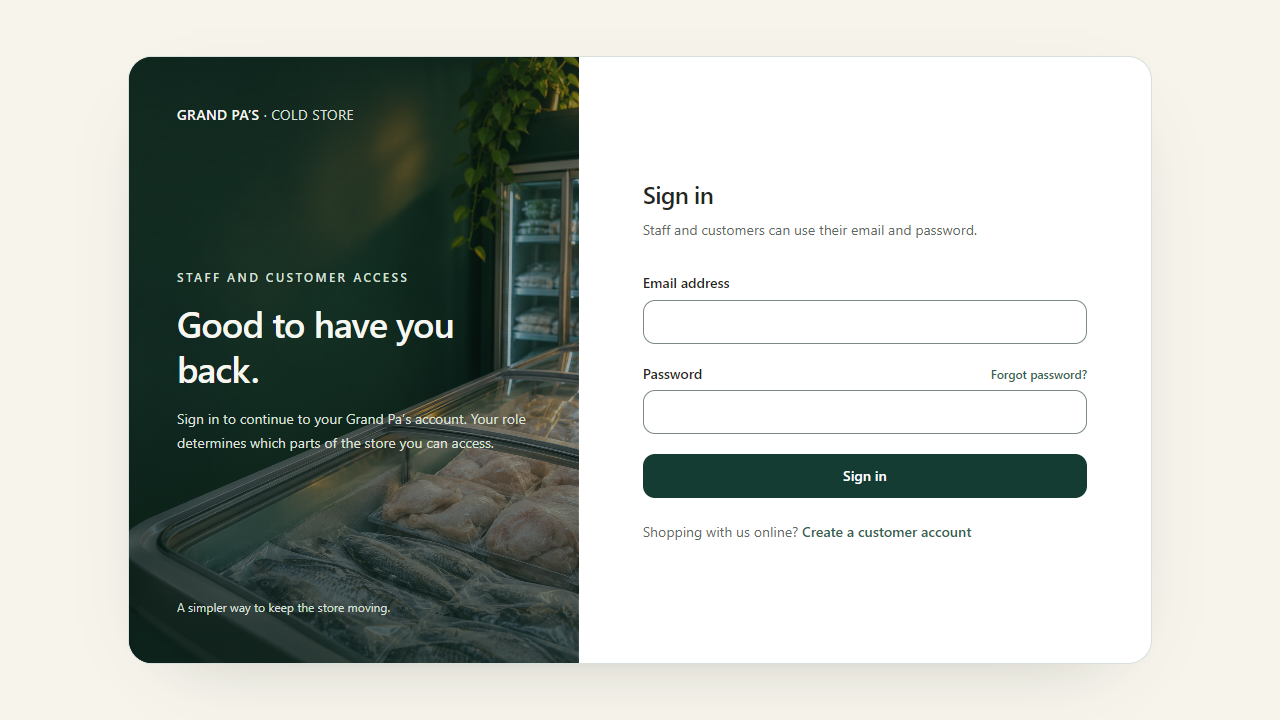 GRAND PA’S · COLD STORE
STAFF AND CUSTOMER ACCESS
Good to have you
back.
Sign in to continue to your Grand Pa’s account. Your role
determines which parts of the store you can access.
A simpler way to keep the store moving.
Sign in
Staff and customers can use their email and password.
Email address
Password
Forgot password?
Sign in
Shopping with us online? Create a customer account